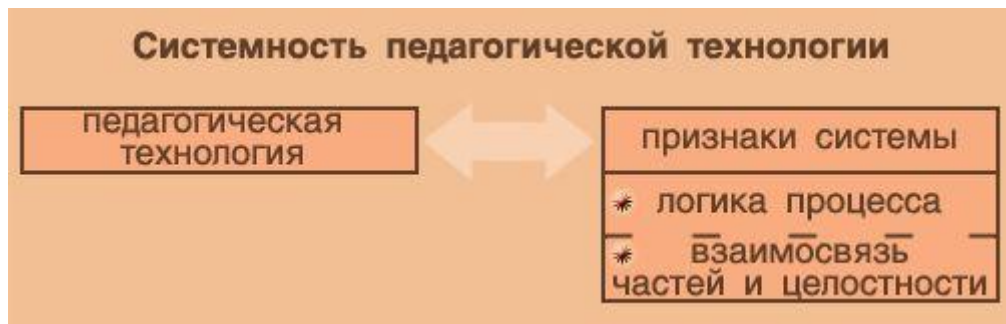 Системность педагогической технологии
педагогическая
технология
признаки системы
логика процесса
взаимосвязь
частей и целостности